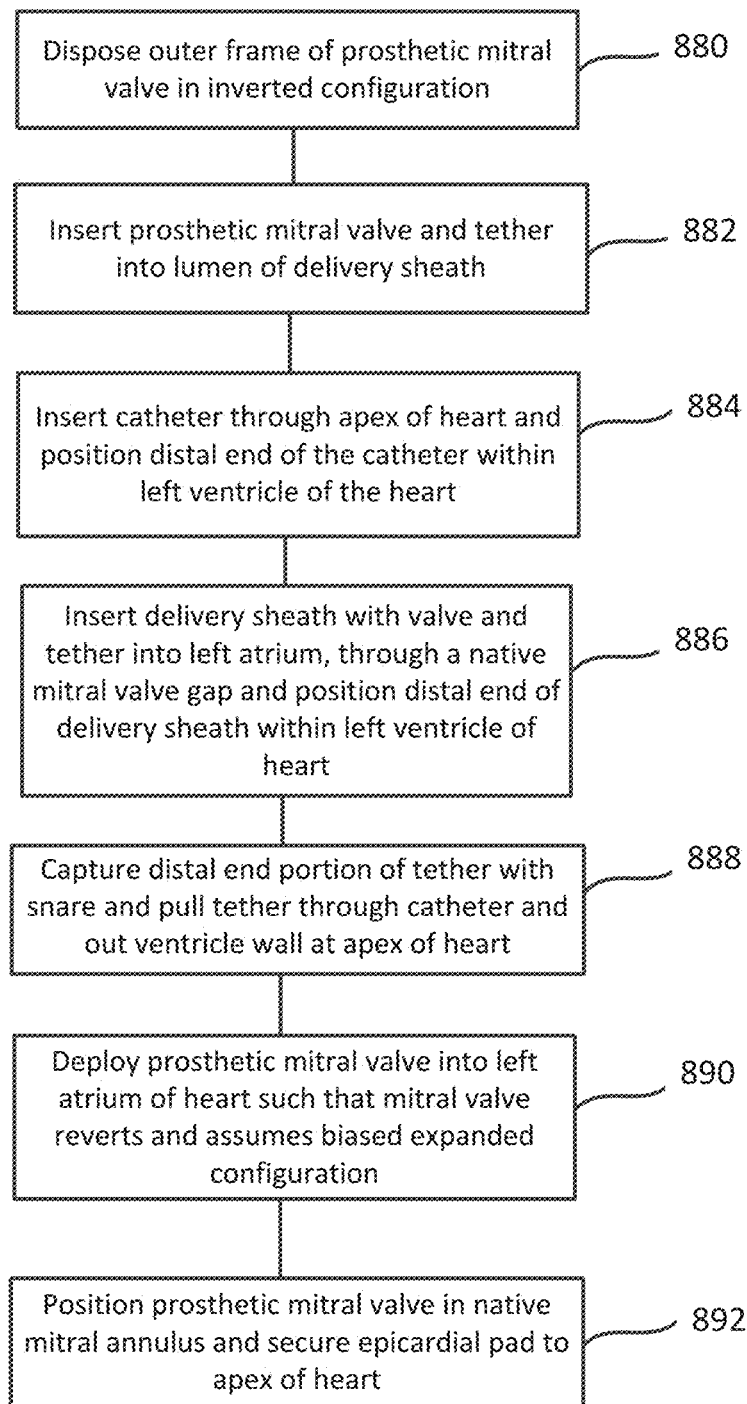 Dispose outer frame of prosthetic mitral
valve in inverted configuration
880
Insert prosthetic mitral valve and tether
into lumen of delivery sheath
882
Insert catheter through apex of heart and
position distal end of the catheter within
left ventricle of the heart
884
Insert delivery sheath with valve and
tether into left atrium, through a native
mitral valve gap and position distal end of
delivery sheath within left ventricle of
heart
886
Capture distal end portion of tether with
snare and pull tether through catheter and
out ventricle wall at apex of heart
888
Deploy prosthetic mitral valve into left
atrium of heart such that mitral valve
reverts and assumes biased expanded
configuration
890
Position prosthetic mitral valve in native
mitral annulus and secure epicardial pad to
apex of heart
892